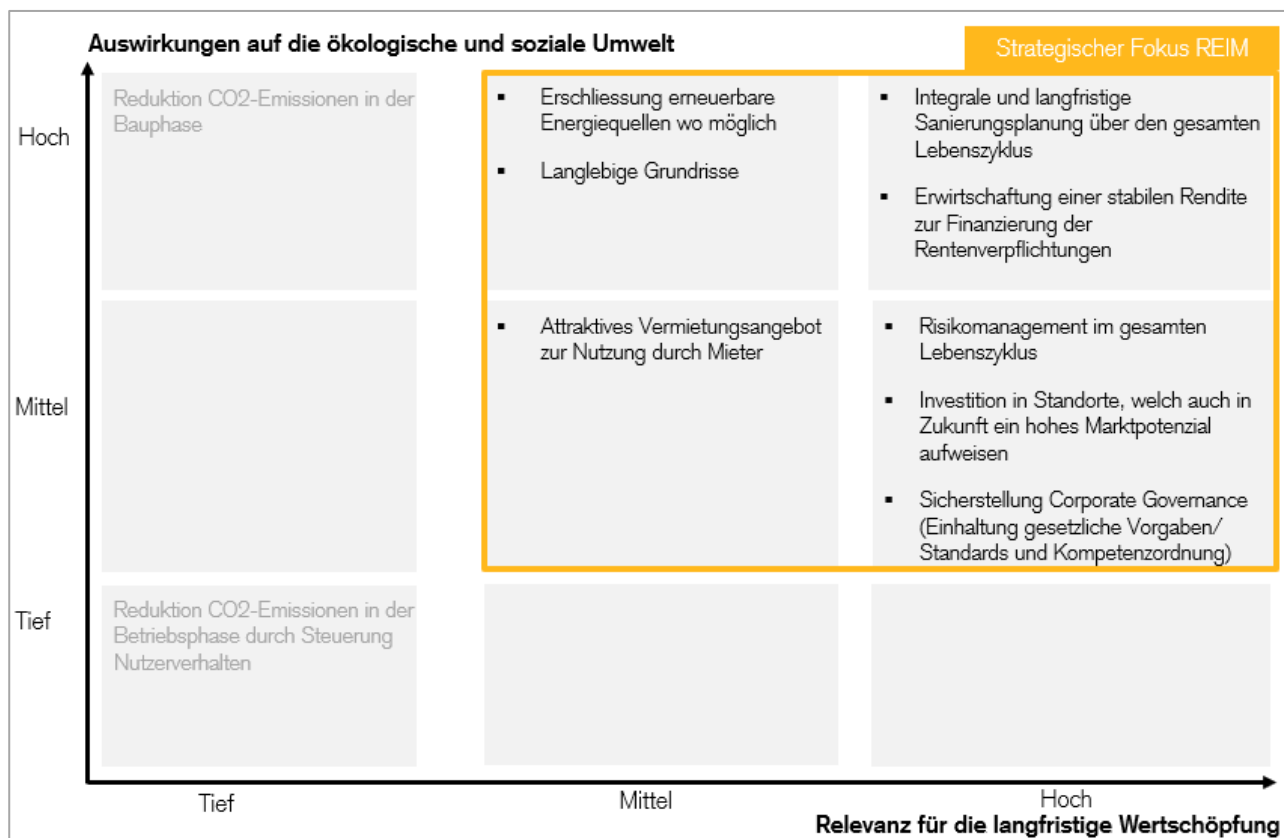 Auswirkungen auf die ökologische und soziale Umwelt
Strategischer Fokus REIM
Hoch
Reduktion CO2-Emissionen in der
Bauphase
▪ Erschliessung erneuerbare
Energiequellen wo möglich
▪ Langlebige Grundrisse
▪ Integrale und langfristige
Sanierungsplanung über den gesamten
Lebenszyklus
▪ Erwirtschaftung einer stabilen Rendite
zur Finanzierung der
Rentenverpflichtungen
Mittel
▪ Attraktives Vermietungsangebot
zur Nutzung durch Mieter
▪ Risikomanagement im gesamten
Lebenszyklus
▪ Investition in Standorte, welch auch in
Zukunft ein hohes Marktpotenzial
aufweisen
▪ Sicherstellung Corporate Governance
(Einhaltung gesetzliche Vorgaben/
Standards und Kompetenzordnung)
Tief
Reduktion CO2-Emissionen in der
Betriebsphase durch Steuerung
Nutzerverhalten
Tief
Mittel
Hoch
Relevanz für die langfristige Wertschöpfung